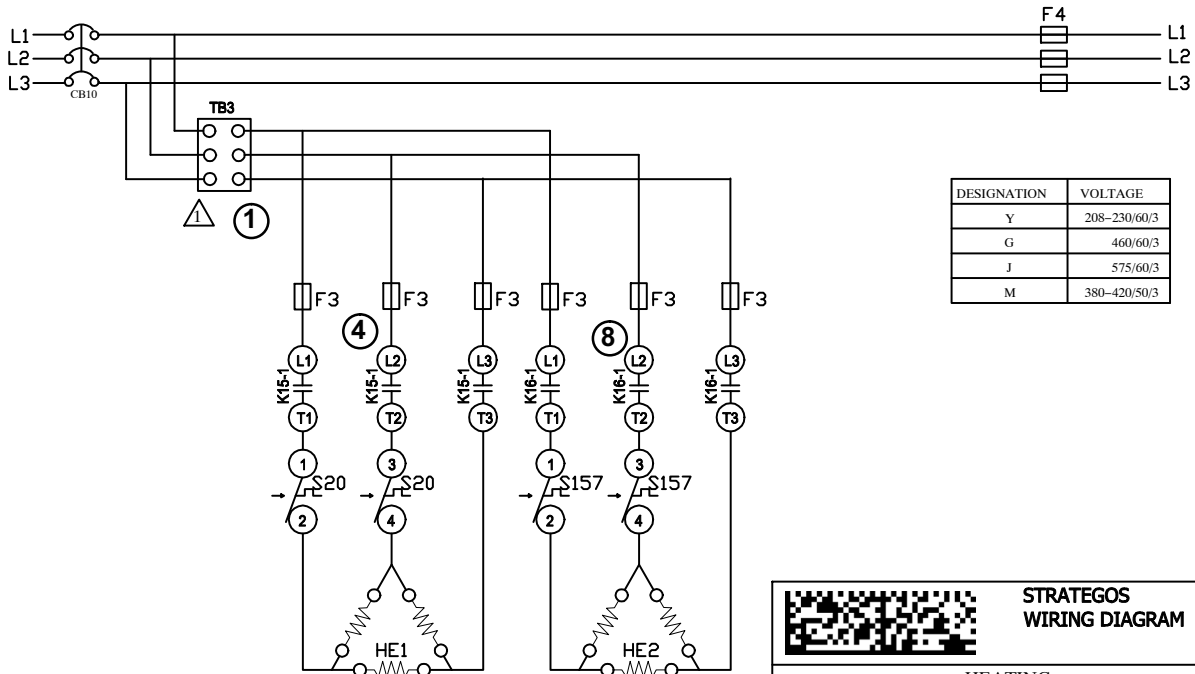 F4
L1 L1
L2 L2
L3 L3
CB10
TB3
1 1
DESIGNATION VOLTAGE
Y 208–230/60/3
G 460/60/3
J 575/60/3
M 380–420/50/3
F3 F3 F3 F3 F3 F3
4 8
L1 L2 L3 L1 L2 L3
K15-1 K15-1 K15-1 K16-1 K16-1 K16-1
T1 T2 T3 T1 T2 T3
1 3 1 3
S20 S20 S157 S157
2 4 2 4
HE1 HE2
STRATEGOS
WIRING DIAGRAM
HEATING